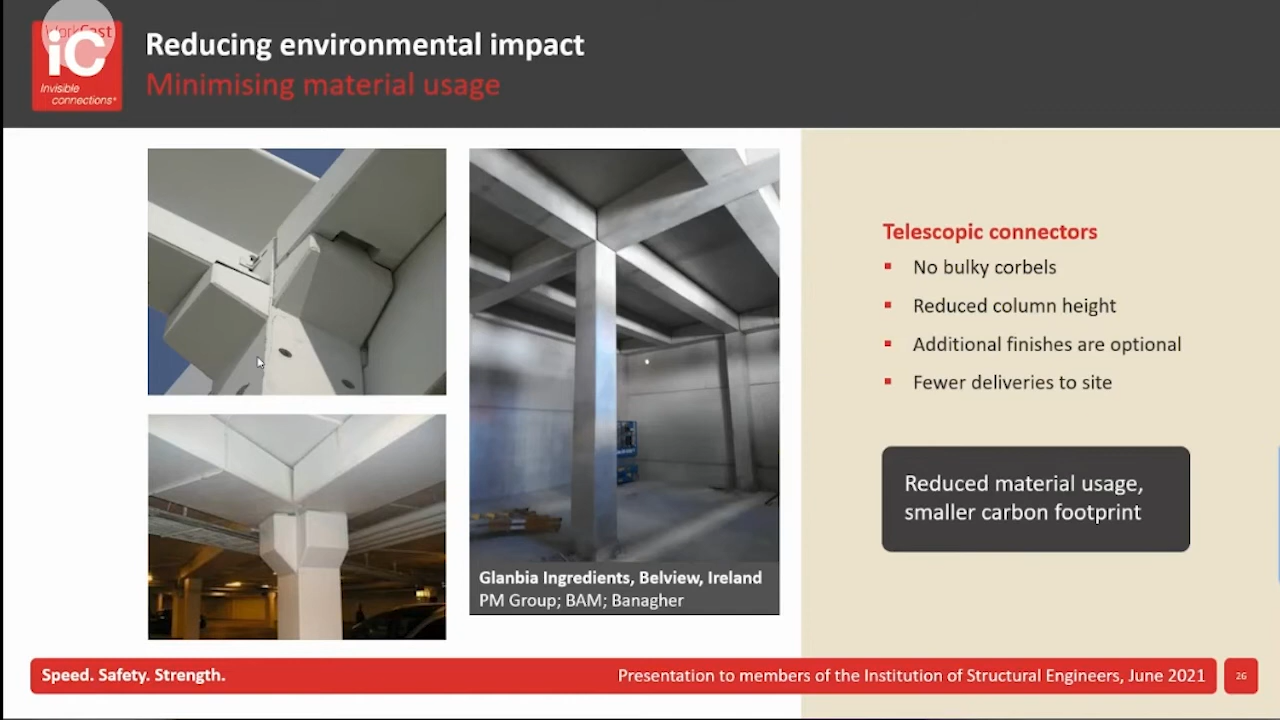 WorkCast
iC
Invisible
connections®
Reducing environmental impact
Minimising material usage
Telescopic connectors
No bulky corbels
Reduced column height
Additional finishes are optional
Fewer deliveries to site
Reduced material usage,
smaller carbon footprint
Glanbia Ingredients, Belview, Ireland
PM Group; BAM; Banagher
Speed. Safety. Strength.
Presentation to members of the Institution of Structural Engineers, June 2021
26